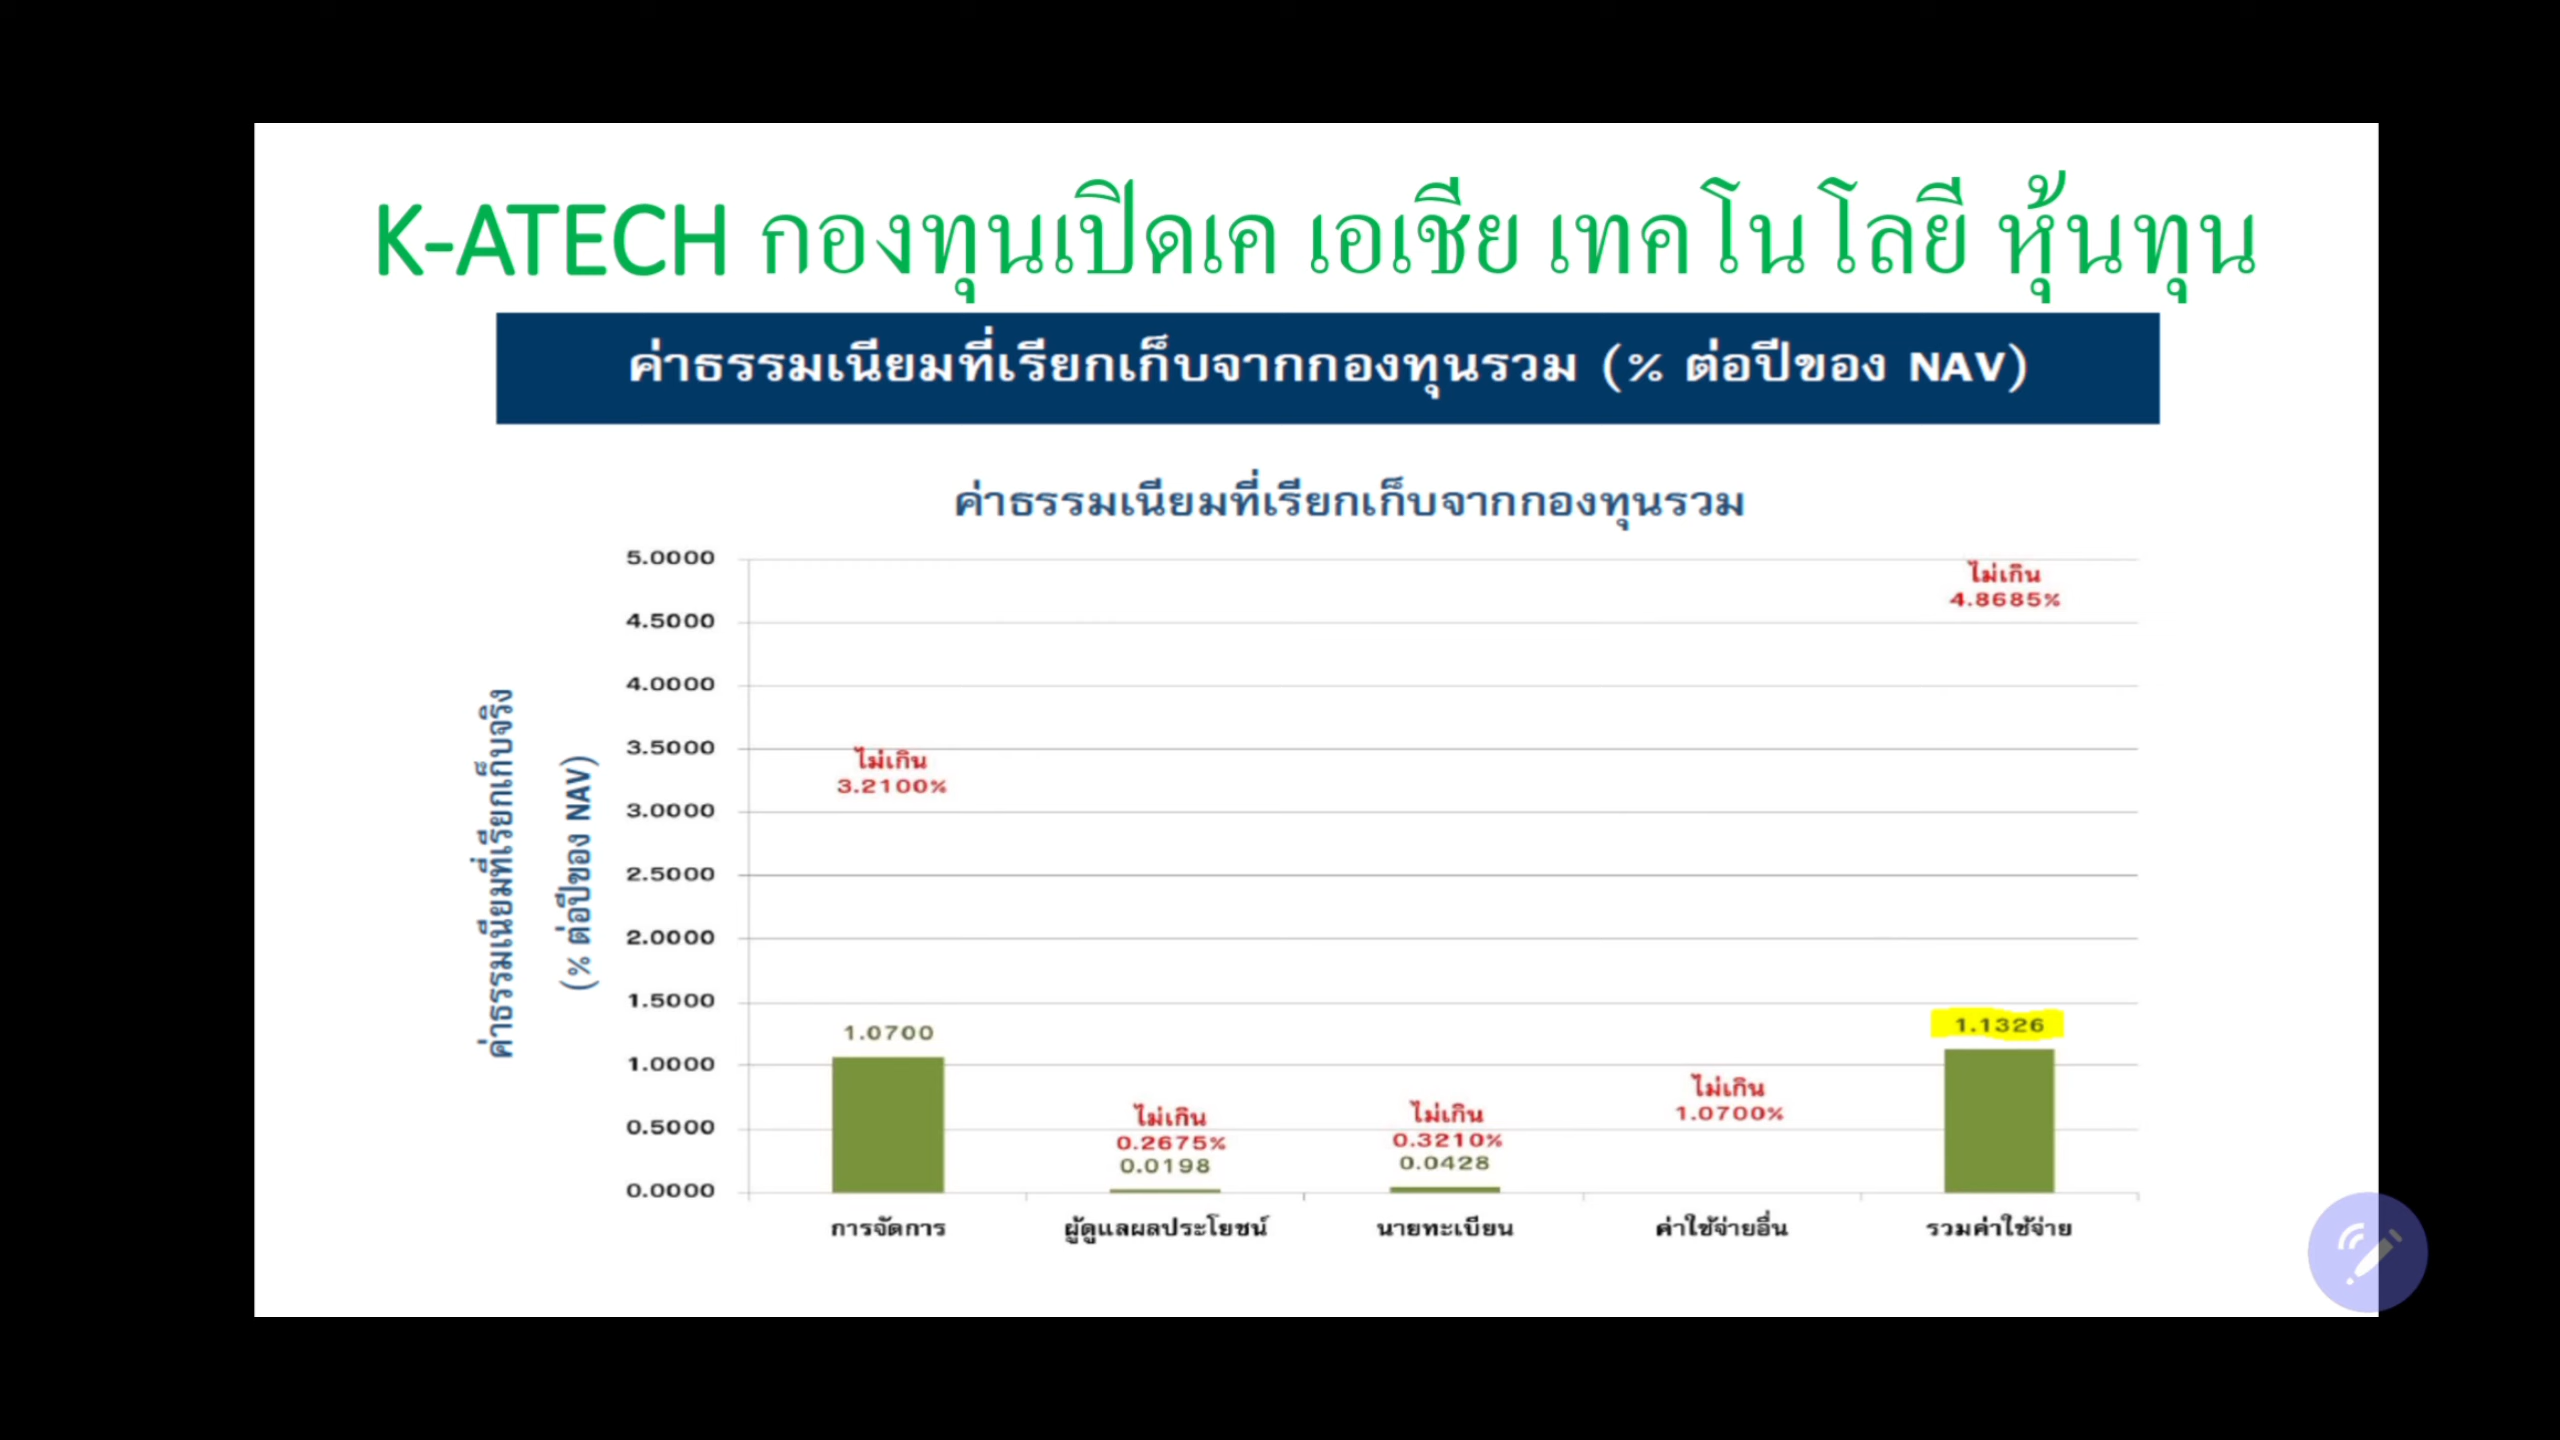 K-ATECH กองทุนเปิดเค เอเชีย เทคโนโลยี หุ้นทุน
ค่าธรรมเนียมที่เรียกเก็บจากกองทุนรวม (% ต่อปีของ NAV)
ค่าธรรมเนียมที่เรียกเก็บจากกองทุนรวม
ค่าธรรมเนียมที่เรียกเก็บจริง
(% ต่อปีของ NAV)
5.0000
4.5000
4.0000
3.5000
3.0000
2.5000
2.0000
1.5000
1.0000
0.5000
0.0000
ไม่เกิน
3.2100%
1.0700
ไม่เกิน
0.2675%
0.0198
ไม่เกิน
0.3210%
0.0428
ไม่เกิน
1.0700%
ไม่เกิน
4.8685%
1.1326
การจัดการ
ผู้ดูแลผลประโยชน์
นายทะเบียน
ค่าใช้จ่ายอื่น
รวมค่าใช้จ่าย